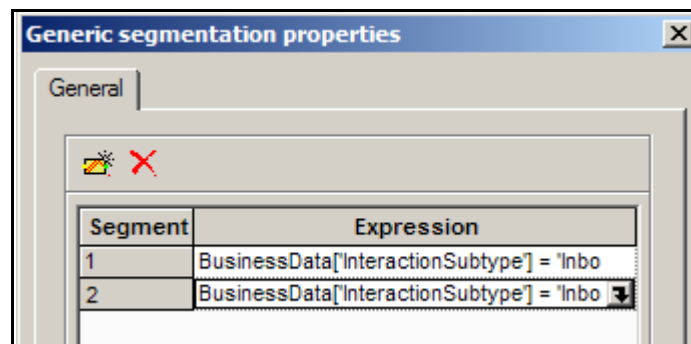 Generic segmentation properties
General
Segment Expression
1 BusinessData['InteractionSubtype'] = 'Inbo
2 BusinessData['InteractionSubtype'] = 'Inbo